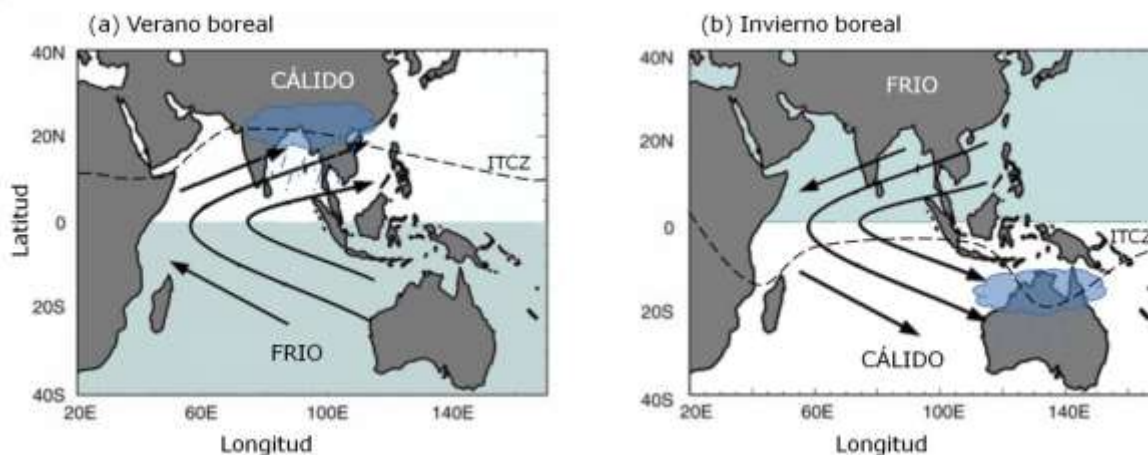 (a) Verano boreal
40N
20N
0
20S
40S
Latitud
CÁLIDO
ITCZ
FRIO
20E
60E
100E
140E
Longitud
(b) Invierno boreal
40N
20N
0
20S
40S
FRIO
ITCZ
CÁLIDO
20E
60E
100E
140E
Longitud